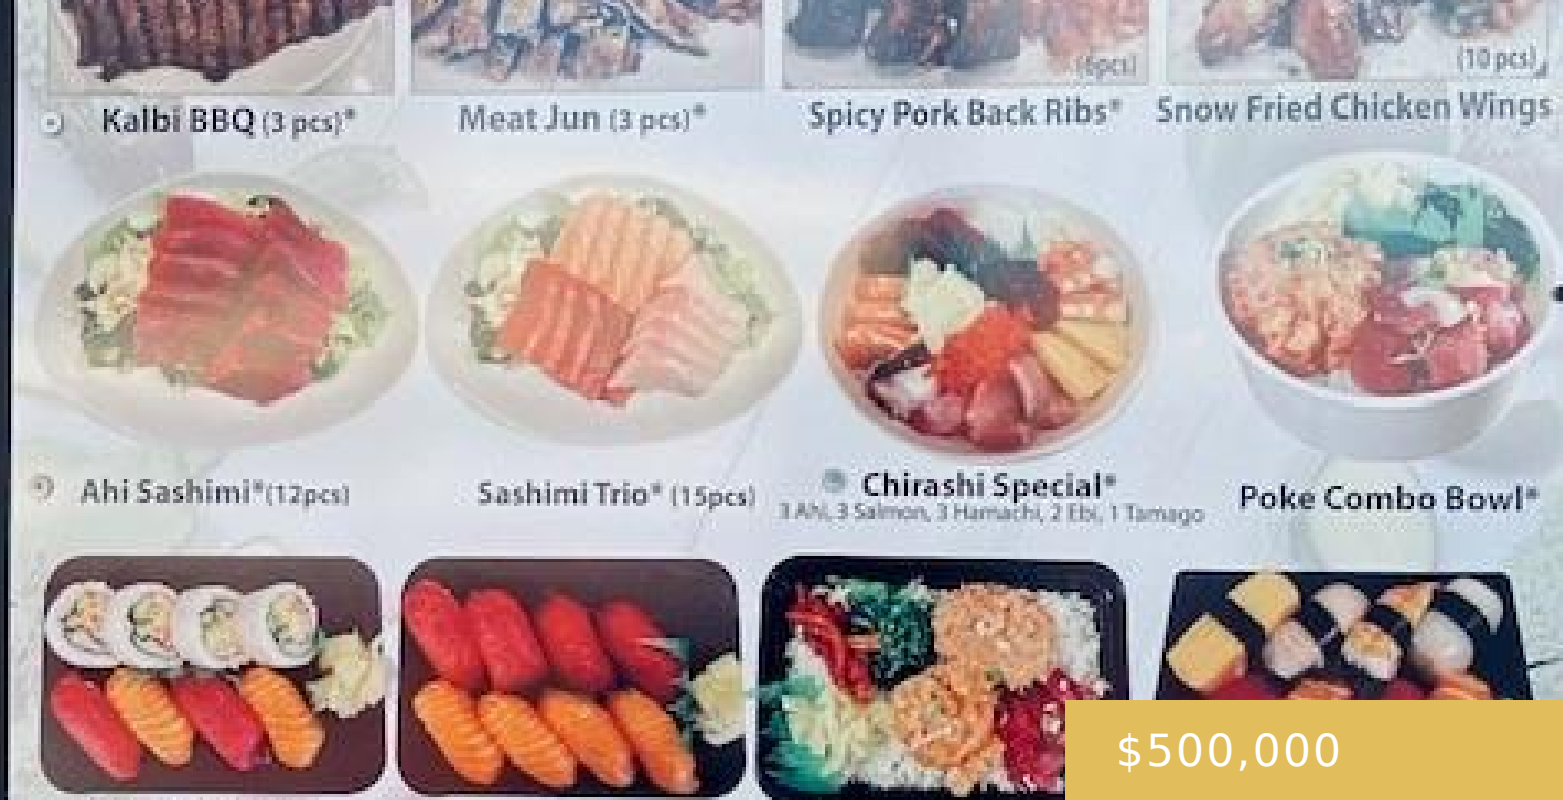 (6pcs)
(10 pcs)
Kalbi BBQ (3 pcs)*
Meat Jun (3 pcs)*
Spicy Pork Back Ribs*
Snow Fried Chicken Wings
Ahi Sashimi*(12pcs)
Sashimi Trio* (15pcs)
Chirashi Special*
3 Ahi, 3 Salmon, 3 Hamachi, 2 Ebi, 1 Tamago
Poke Combo Bowl*
$500,000